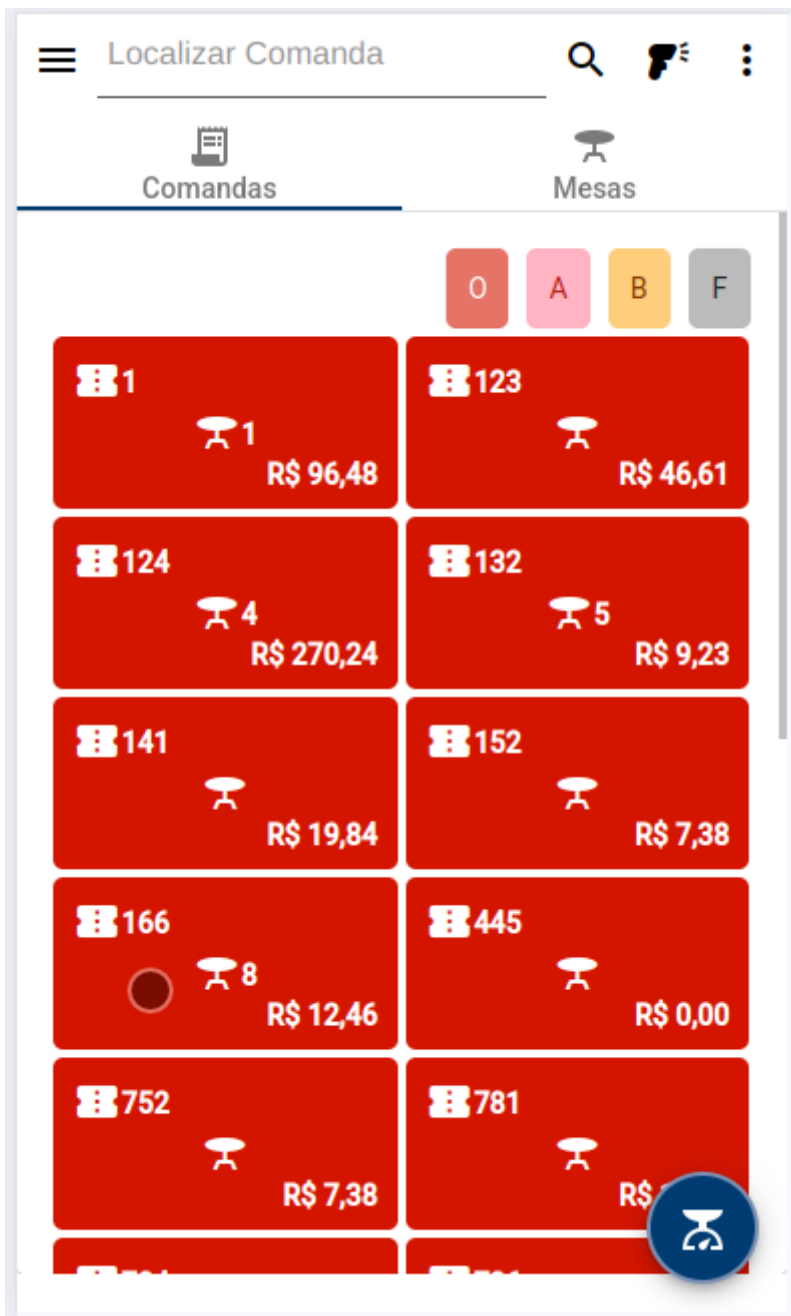 Localizar Comanda
Comandas Mesas
O A B F
1 123
1
R$ 96,48 R$ 46,61
124 132
4 5
R$ 270,24 R$ 9,23
141 152
R$ 19,84 R$ 7,38
166 445
8
R$ 12,46 R$ 0,00
752 781
R$ 7,38 R$